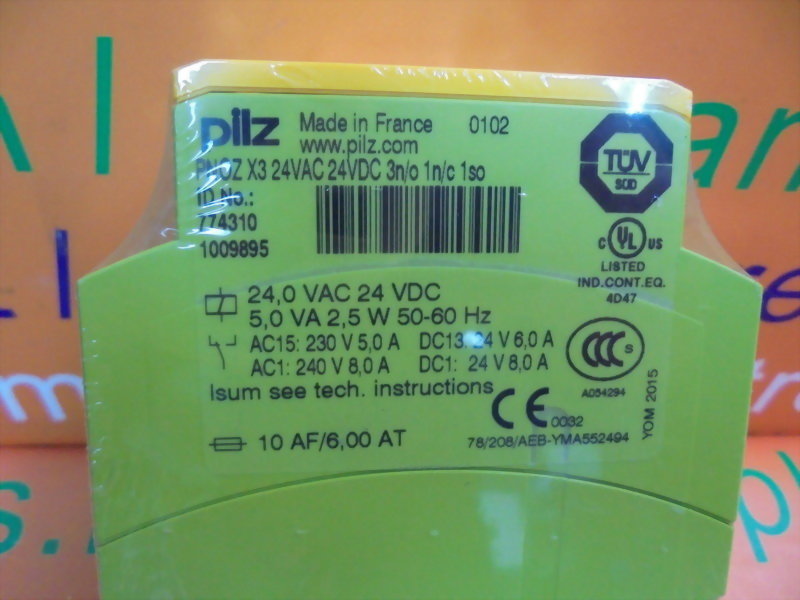 pilz Made in France 0102
www.pilz.com
PNOZ X3 24VAC 24VDC 3n/o 1n/c 1so
ID No.:
774310
1009895
TÜV
SÜD
C UL US
LISTED
IND.CONT.EQ.
4D47
24,0 VAC 24 VDC
5,0 VA 2,5 W 50-60 Hz
AC15: 230 V 5,0 A DC13: 24 V 6,0 A
AC1: 240 V 8,0 A DC1: 24 V 8,0 A
Isum see tech. instructions
CCC S
A054294
YOM 2015
CE 0032
10 AF/6,00 AT
78/208/AEB-YMA552494